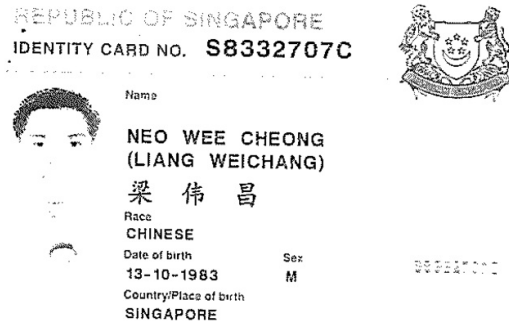 REPUBLIC OF SINGAPORE
IDENTITY CARD NO. S8332707C
Name
NEO WEE CHEONG
(LIANG WEICHANG)
梁 伟 昌
Race
CHINESE
Date of birth Sex
13-10-1983 M
Country/Place of birth
SINGAPORE